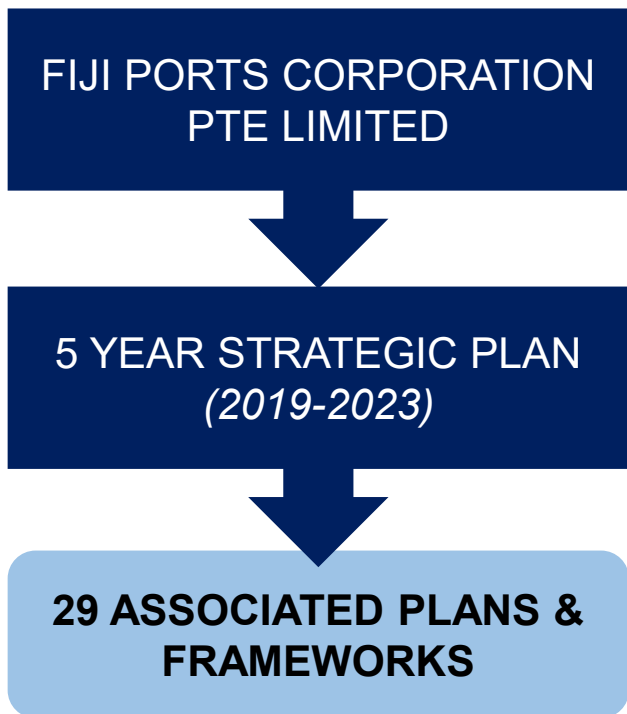 FIJI PORTS CORPORATION
PTE LIMITED
5 YEAR STRATEGIC PLAN
(2019-2023)
29 ASSOCIATED PLANS &
FRAMEWORKS